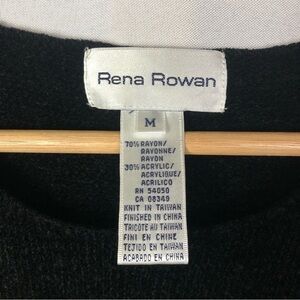 Rena Rowan
M
70% RAYON/
RAYONNE/
RAYON
30% ACRYLIC/
ACRYLIQUE/
ACRILICO
RN 54050
CA 08349
KNIT IN TAIWAN
FINISHED IN CHINA
TRICOTÉ AU TAIWAN
FINI EN CHINE
TEJIDO EN TAIWAN
ACABADO EN CHINA